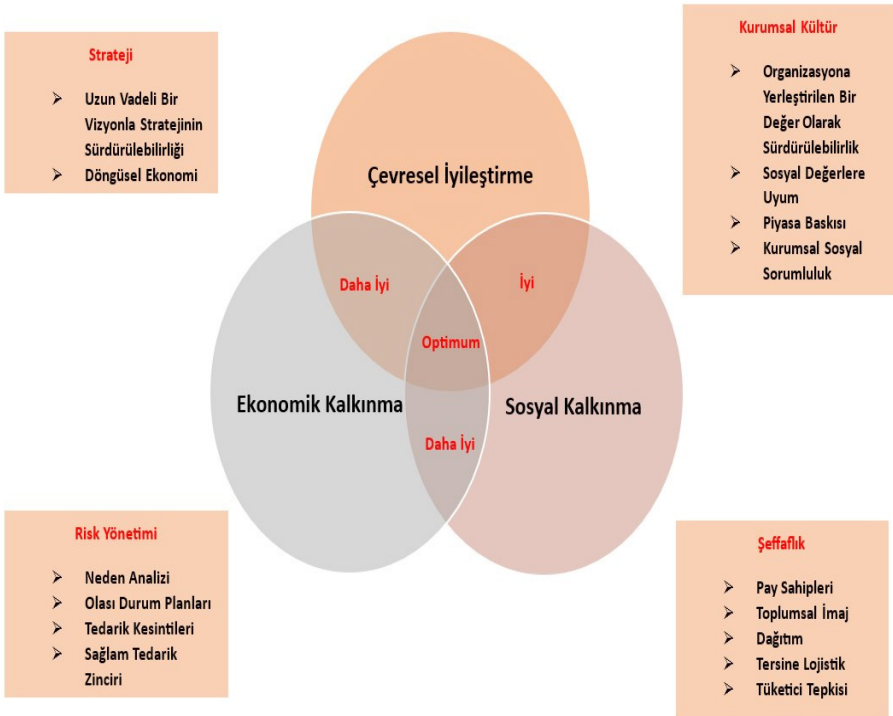 Strateji
➢ Uzun Vadeli Bir
Vizyonla Stratejinin
Sürdürülebilirliği
➢ Döngüsel Ekonomi
Kurumsal Kültür
➢ Organizasyona
Yerleştirilen Bir
Değer Olarak
Sürdürülebilirlik
➢ Sosyal Değerlere
Uyum
➢ Piyasa Baskısı
➢ Kurumsal Sosyal
Sorumluluk
Çevresel İyileştirme
Daha İyi
İyi
Optimum
Ekonomik Kalkınma
Sosyal Kalkınma
Daha İyi
Risk Yönetimi
➢ Neden Analizi
➢ Olası Durum Planları
➢ Tedarik Kesintileri
➢ Sağlam Tedarik
Zinciri
Şeffaflık
➢ Pay Sahipleri
➢ Toplumsal İmaj
➢ Dağıtım
➢ Tersine Lojistik
➢ Tüketici Tepkisi